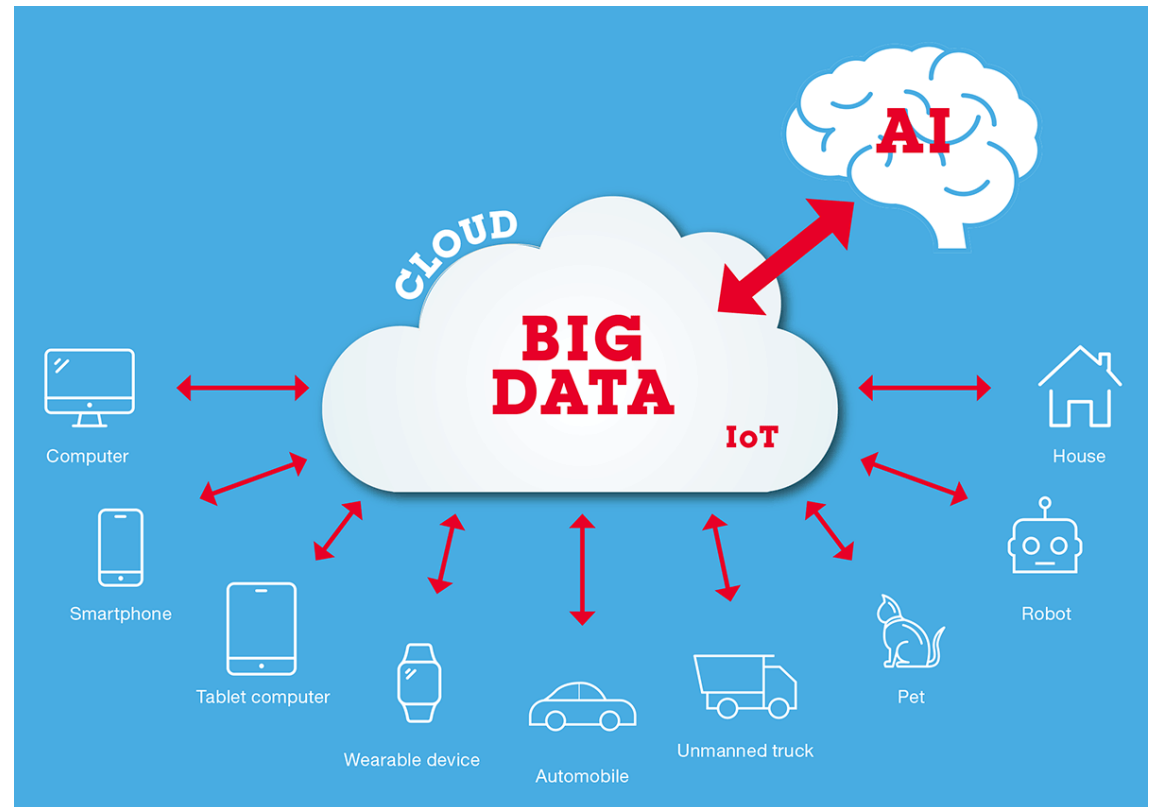 AI
CLOUD
BIG
DATA
IoT
Computer
House
Smartphone
Robot
Tablet computer
Pet
Wearable device
Unmanned truck
Automobile